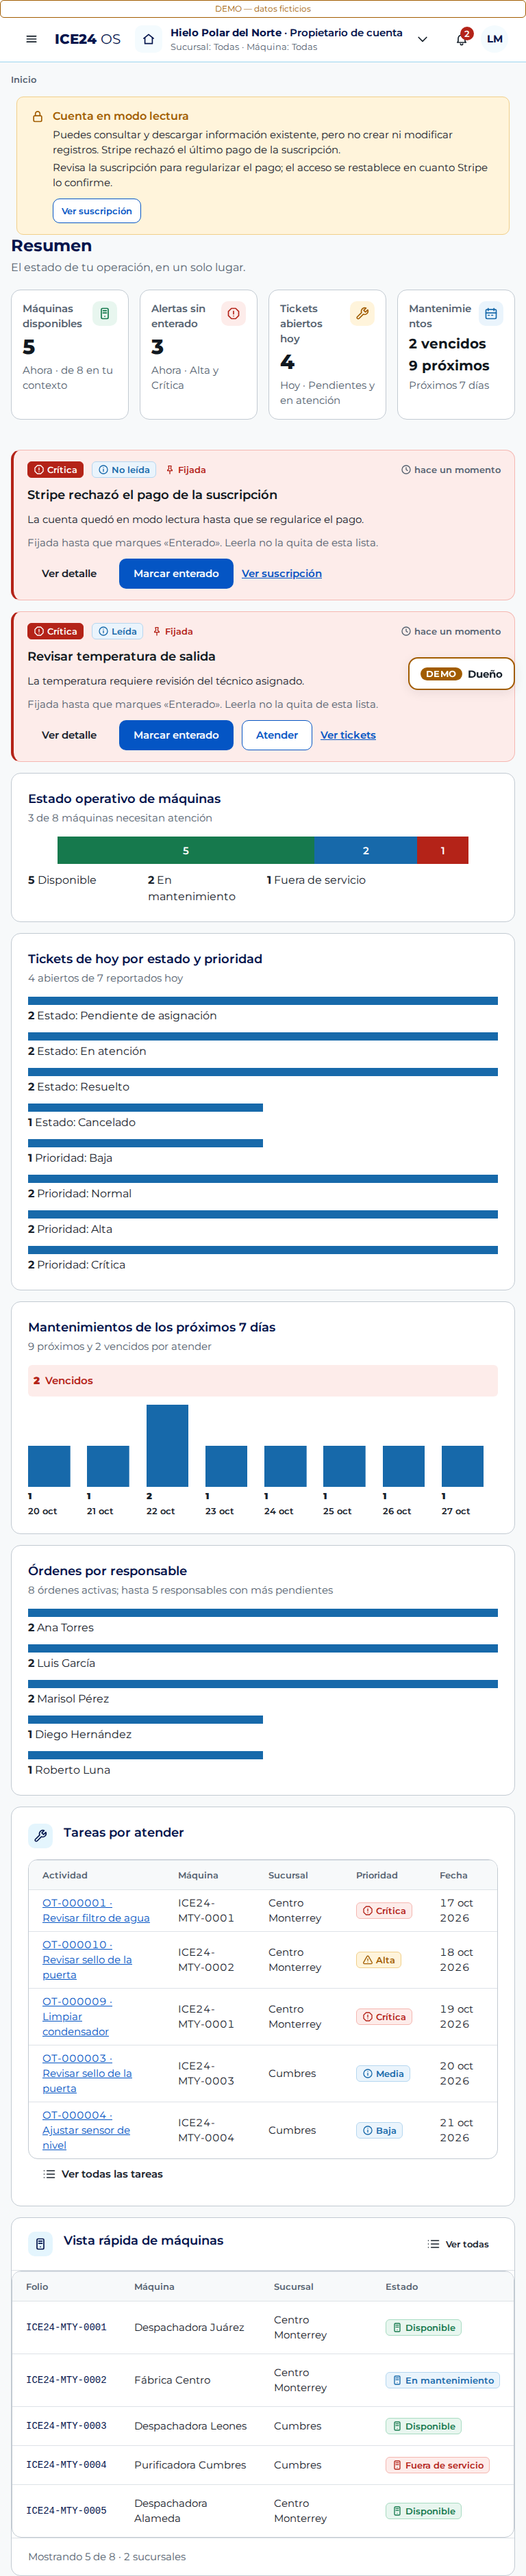 DEMO — datos ficticios
ICE24 OS
Hielo Polar del Norte · Propietario de cuenta
Sucursal: Todas · Máquina: Todas
2
LM
Inicio
Cuenta en modo lectura
Puedes consultar y descargar información existente, pero no crear ni modificar
registros. Stripe rechazó el último pago de la suscripción.
Revisa la suscripción para regularizar el pago; el acceso se restablece en cuanto Stripe
lo confirme.
Ver suscripción
Resumen
El estado de tu operación, en un solo lugar.
Máquinas
disponibles
5
Ahora · de 8 en tu
contexto
Alertas sin
enterado
3
Ahora · Alta y
Crítica
Tickets
abiertos
hoy
4
Hoy · Pendientes y
en atención
Mantenimie
ntos
2 vencidos
9 próximos
Próximos 7 días
Crítica No leída Fijada hace un momento
Stripe rechazó el pago de la suscripción
La cuenta quedó en modo lectura hasta que se regularice el pago.
Fijada hasta que marques «Enterado». Leerla no la quita de esta lista.
Ver detalle Marcar enterado Ver suscripción
Crítica Leída Fijada hace un momento
Revisar temperatura de salida
La temperatura requiere revisión del técnico asignado.
DEMO Dueño
Fijada hasta que marques «Enterado». Leerla no la quita de esta lista.
Ver detalle Marcar enterado Atender Ver tickets
Estado operativo de máquinas
3 de 8 máquinas necesitan atención
5 2 1
5 Disponible
2 En
mantenimiento
1 Fuera de servicio
Tickets de hoy por estado y prioridad
4 abiertos de 7 reportados hoy
2 Estado: Pendiente de asignación
2 Estado: En atención
2 Estado: Resuelto
1 Estado: Cancelado
1 Prioridad: Baja
2 Prioridad: Normal
2 Prioridad: Alta
2 Prioridad: Crítica
Mantenimientos de los próximos 7 días
9 próximos y 2 vencidos por atender
2 Vencidos
1 1 2 1 1 1 1 1
20 oct 21 oct 22 oct 23 oct 24 oct 25 oct 26 oct 27 oct
Órdenes por responsable
8 órdenes activas; hasta 5 responsables con más pendientes
2 Ana Torres
2 Luis García
2 Marisol Pérez
1 Diego Hernández
1 Roberto Luna
Tareas por atender
Actividad Máquina Sucursal Prioridad Fecha
OT-000001 ·
Revisar filtro de agua
ICE24-
MTY-0001
Centro
Monterrey
Crítica
17 oct
2026
OT-000010 ·
Revisar sello de la
puerta
ICE24-
MTY-0002
Centro
Monterrey
Alta
18 oct
2026
OT-000009 ·
Limpiar
condensador
ICE24-
MTY-0001
Centro
Monterrey
Crítica
19 oct
2026
OT-000003 ·
Revisar sello de la
puerta
ICE24-
MTY-0003
Cumbres
Media
20 oct
2026
OT-000004 ·
Ajustar sensor de
nivel
ICE24-
MTY-0004
Cumbres
Baja
21 oct
2026
Ver todas las tareas
Vista rápida de máquinas
Ver todas
Folio Máquina Sucursal Estado
ICE24-MTY-0001 Despachadora Juárez
Centro
Monterrey
Disponible
ICE24-MTY-0002 Fábrica Centro
Centro
Monterrey
En mantenimiento
ICE24-MTY-0003 Despachadora Leones Cumbres Disponible
ICE24-MTY-0004 Purificadora Cumbres Cumbres Fuera de servicio
ICE24-MTY-0005
Despachadora
Alameda
Centro
Monterrey
Disponible
Mostrando 5 de 8 · 2 sucursales